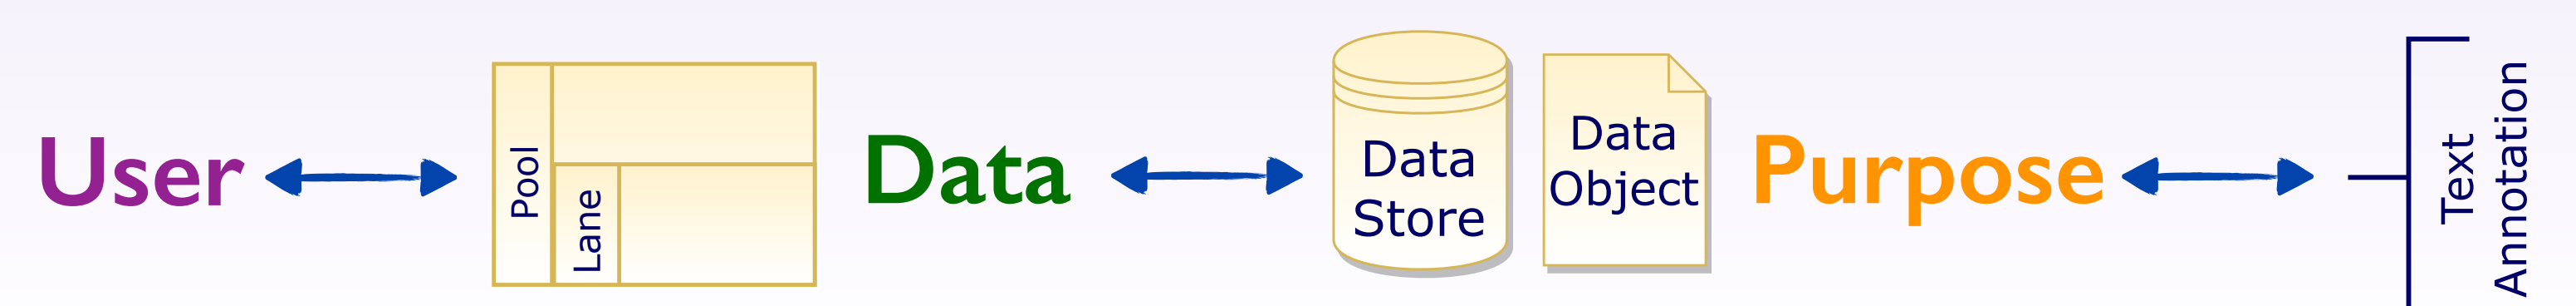 User
Pool
Lane
Data
Data
Store
Data
Object
Purpose
Text
Annotation